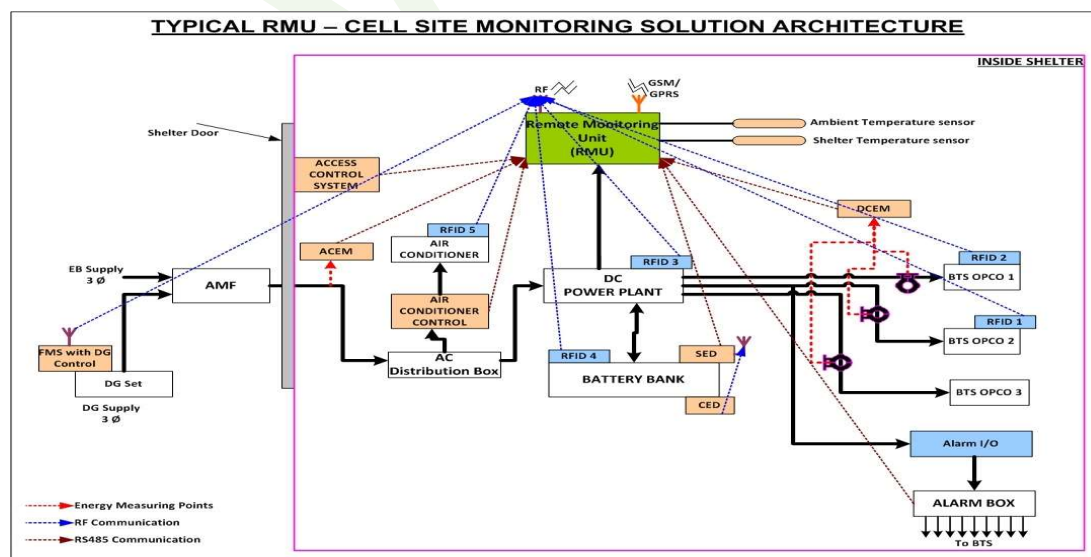 TYPICAL RMU – CELL SITE MONITORING SOLUTION ARCHITECTURE
INSIDE SHELTER
RF
GSM/
GPRS
Shelter Door
Remote Monitoring
Unit
(RMU)
Ambient Temperature sensor
Shelter Temperature sensor
ACCESS
CONTROL
SYSTEM
DCEM
RFID 5
AIR
CONDITIONER
ACEM
RFID 3
DC
POWER PLANT
RFID 2
BTS OPCO 1
EB Supply
3 Ø
AMF
AIR
CONDITIONER
CONTROL
RFID 1
BTS OPCO 2
FMS with DG
Control
DG Set
DG Supply
3 Ø
AC
Distribution Box
RFID 4
SED
BATTERY BANK
CED
BTS OPCO 3
Alarm I/O
ALARM BOX
To BTS
Energy Measuring Points
RF Communication
RS485 Communication